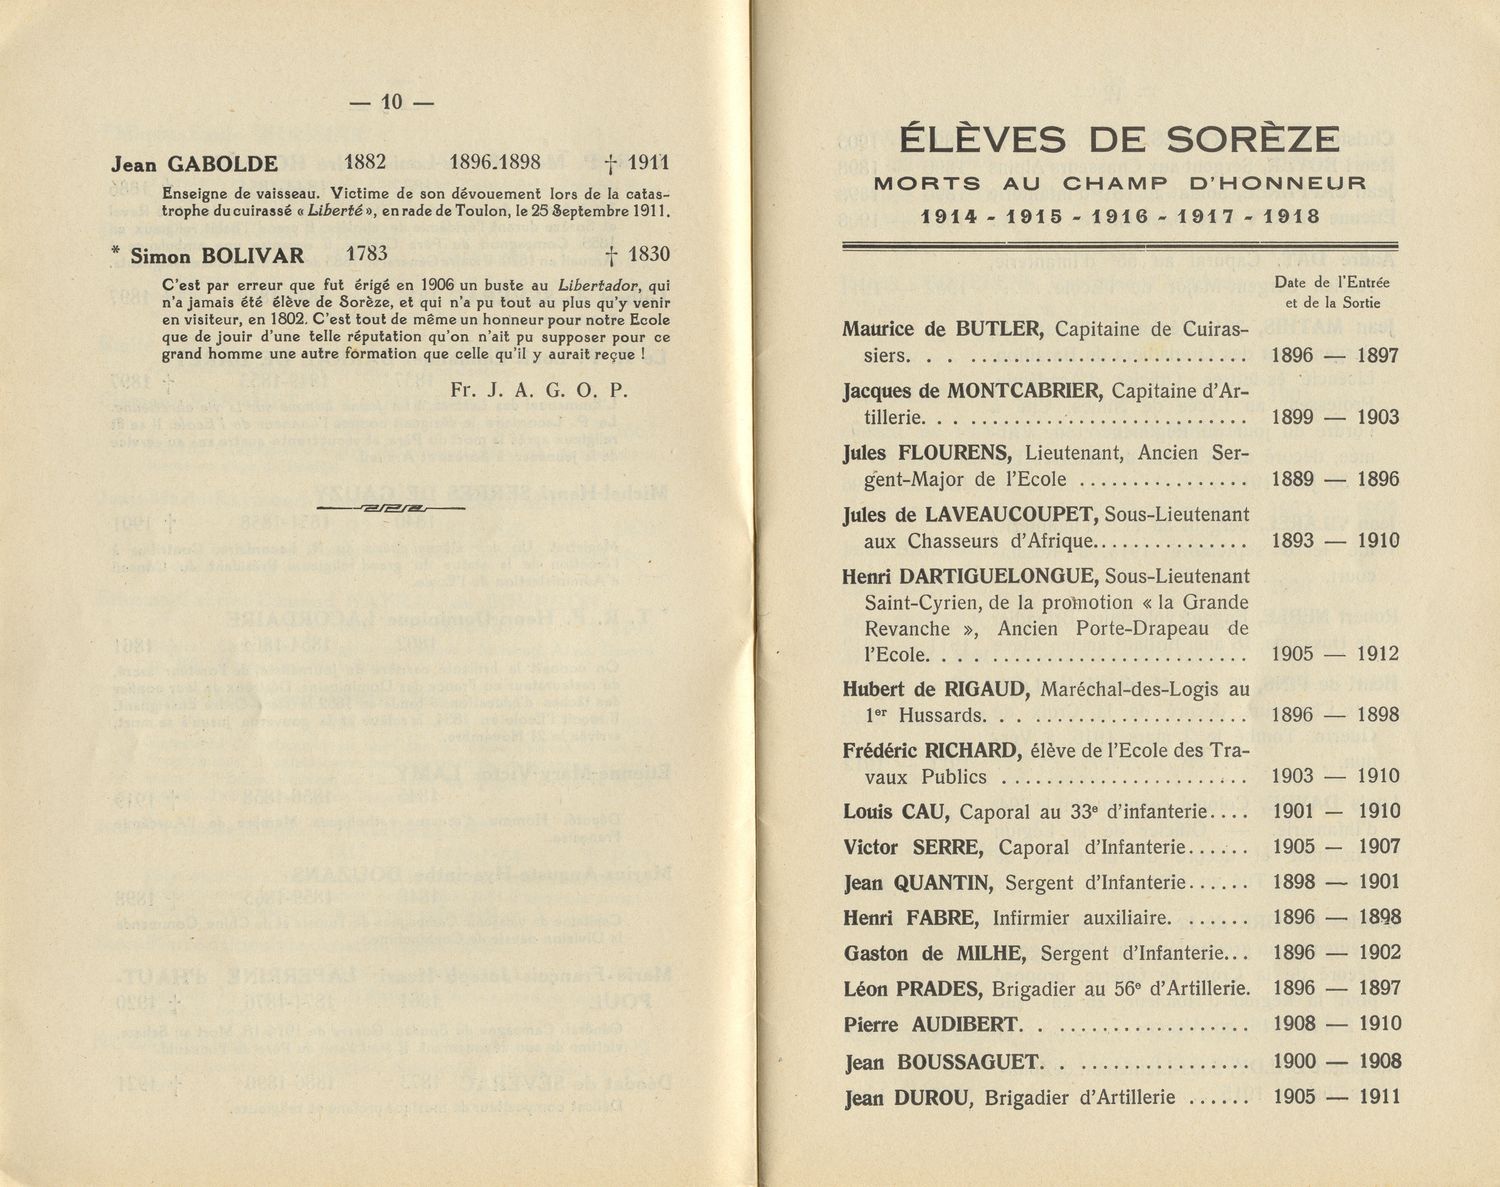 — 10 —
Jean GABOLDE 1882 1896.1898 † 1911
Enseigne de vaisseau. Victime de son dévouement lors de la catas-
trophe du cuirassé « Liberté », en rade de Toulon, le 25 Septembre 1911.
* Simon BOLIVAR 1783 † 1830
C'est par erreur que fut érigé en 1906 un buste au Libertador, qui
n'a jamais été élève de Sorèze, et qui n'a pu tout au plus qu'y venir
en visiteur, en 1802. C'est tout de même un honneur pour notre Ecole
que de jouir d'une telle réputation qu'on n'ait pu supposer pour ce
grand homme une autre formation que celle qu'il y aurait reçue !
Fr. J. A. G. O. P.
ÉLÈVES DE SORÈZE
MORTS AU CHAMP D'HONNEUR
1914 - 1915 - 1916 - 1917 - 1918
Date de l'Entrée
et de la Sortie
Maurice de BUTLER, Capitaine de Cuiras-
siers. . . ......................... 1896 — 1897
Jacques de MONTCABRIER, Capitaine d'Ar-
tillerie. . ......................... 1899 — 1903
Jules FLOURENS, Lieutenant, Ancien Ser-
gent-Major de l'Ecole ................ 1889 — 1896
Jules de LAVEAUCOUPET, Sous-Lieutenant
aux Chasseurs d'Afrique............... 1893 — 1910
Henri DARTIGUELONGUE, Sous-Lieutenant
Saint-Cyrien, de la promotion « la Grande
Revanche », Ancien Porte-Drapeau de
l'Ecole. . ......................... 1905 — 1912
Hubert de RIGAUD, Maréchal-des-Logis au
1er Hussards. . . .................... 1896 — 1898
Frédéric RICHARD, élève de l'Ecole des Tra-
vaux Publics ...................... 1903 — 1910
Louis CAU, Caporal au 33e d'infanterie.... 1901 — 1910
Victor SERRE, Caporal d'Infanterie...... 1905 — 1907
Jean QUANTIN, Sergent d'Infanterie...... 1898 — 1901
Henri FABRE, Infirmier auxiliaire. ...... 1896 — 1898
Gaston de MILHE, Sergent d'Infanterie... 1896 — 1902
Léon PRADES, Brigadier au 56e d'Artillerie. 1896 — 1897
Pierre AUDIBERT. . .................. 1908 — 1910
Jean BOUSSAGUET. . ................ 1900 — 1908
Jean DUROU, Brigadier d'Artillerie ...... 1905 — 1911